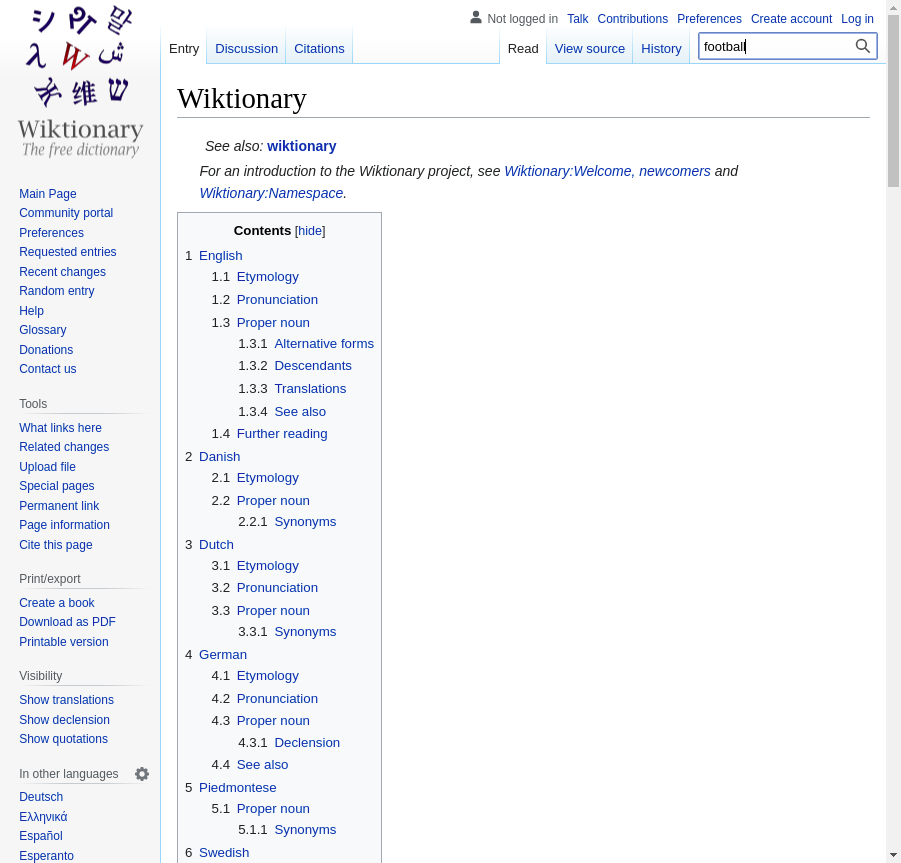 Not logged in Talk Contributions Preferences Create account Log in
Entry Discussion Citations Read View source History football
Wiktionary
The free dictionary
Main Page
Community portal
Preferences
Requested entries
Recent changes
Random entry
Help
Glossary
Donations
Contact us
Tools
What links here
Related changes
Upload file
Special pages
Permanent link
Page information
Cite this page
Print/export
Create a book
Download as PDF
Printable version
Visibility
Show translations
Show declension
Show quotations
In other languages
Deutsch
Ελληνικά
Español
Esperanto
Wiktionary
See also: wiktionary
For an introduction to the Wiktionary project, see Wiktionary:Welcome, newcomers and
Wiktionary:Namespace.
Contents [hide]
1 English
1.1 Etymology
1.2 Pronunciation
1.3 Proper noun
1.3.1 Alternative forms
1.3.2 Descendants
1.3.3 Translations
1.3.4 See also
1.4 Further reading
2 Danish
2.1 Etymology
2.2 Proper noun
2.2.1 Synonyms
3 Dutch
3.1 Etymology
3.2 Pronunciation
3.3 Proper noun
3.3.1 Synonyms
4 German
4.1 Etymology
4.2 Pronunciation
4.3 Proper noun
4.3.1 Declension
4.4 See also
5 Piedmontese
5.1 Proper noun
5.1.1 Synonyms
6 Swedish